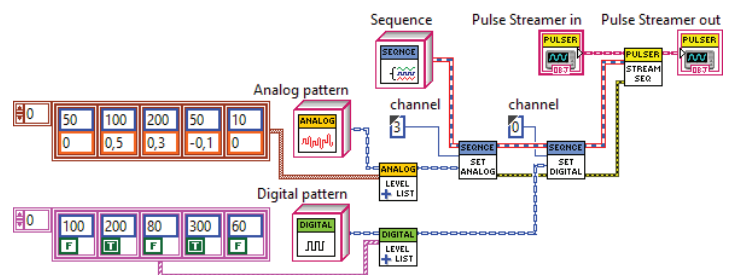 Sequence
Pulse Streamer in
Pulse Streamer out
SEQNCE
PULSER
OBJ
PULSER
STREAM
SEQ
PULSER
OBJ
Analog pattern
channel
channel
0
50 100 200 50 10
0 0,5 0,3 -0,1 0
ANALOG
3
0
SEQNCE
SET
ANALOG
SEQNCE
SET
DIGITAL
ANALOG
LEVEL
+ LIST
Digital pattern
0
100 200 80 300 60
F T F T F
DIGITAL
DIGITAL
LEVEL
+ LIST